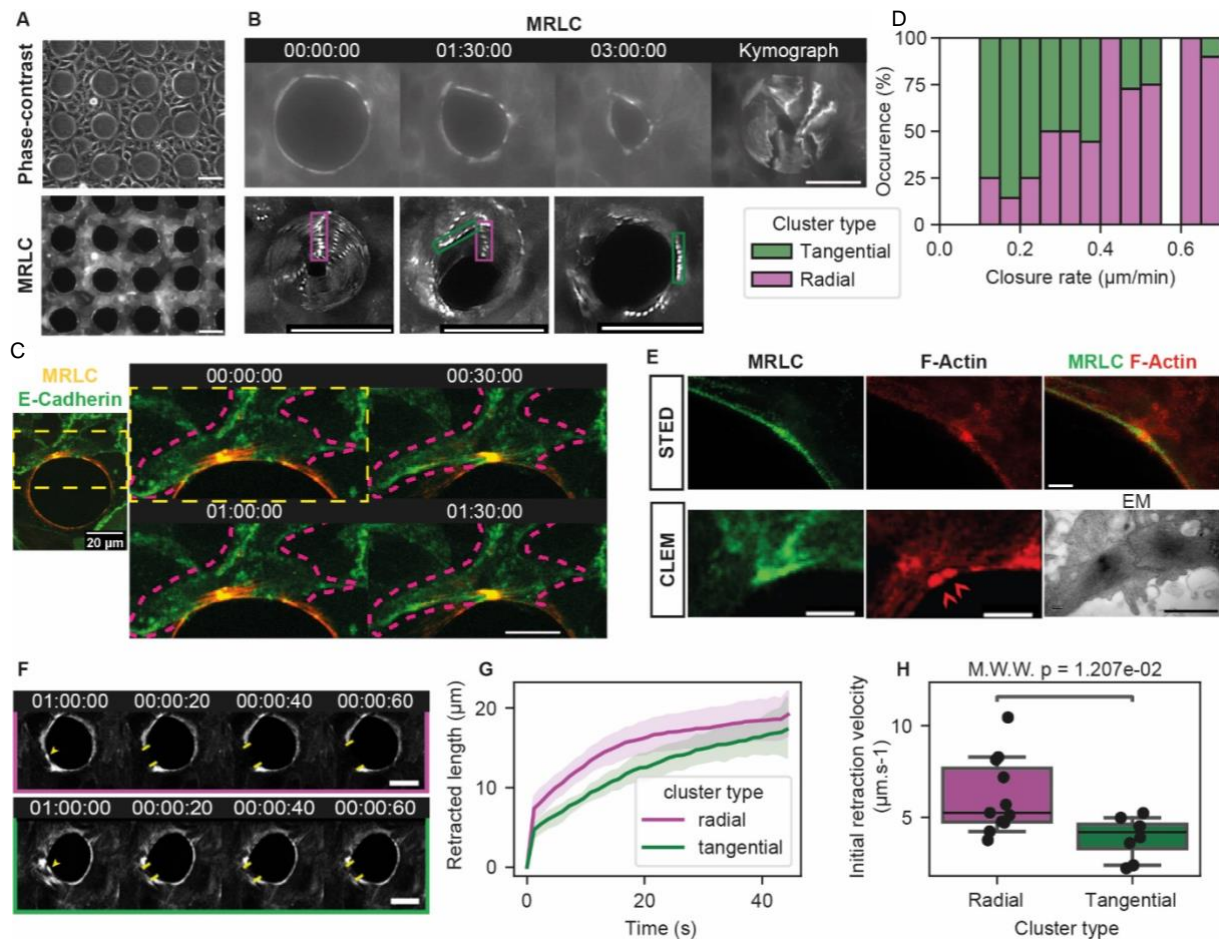 A
Phase-contrast
MRLC
B
MRLC
00:00:00 01:30:00 03:00:00 Kymograph
D
Occurence (%)
100
75
50
25
0
0.0 0.2 0.4 0.6
Closure rate (μm/min)
Cluster type
Tangential
Radial
C
MRLC
E-Cadherin
20 μm
00:00:00 00:30:00
01:00:00 01:30:00
E
MRLC F-Actin MRLC F-Actin
STED
CLEM
EM
F
01:00:00 00:00:20 00:00:40 00:00:60
01:00:00 00:00:20 00:00:40 00:00:60
G
Retracted length (μm)
20
10
0
0 20 40
Time (s)
cluster type
radial
tangential
H
M.W.W. p = 1.207e-02
Initial retraction velocity
(μm.s-1)
10
5
Radial Tangential
Cluster type